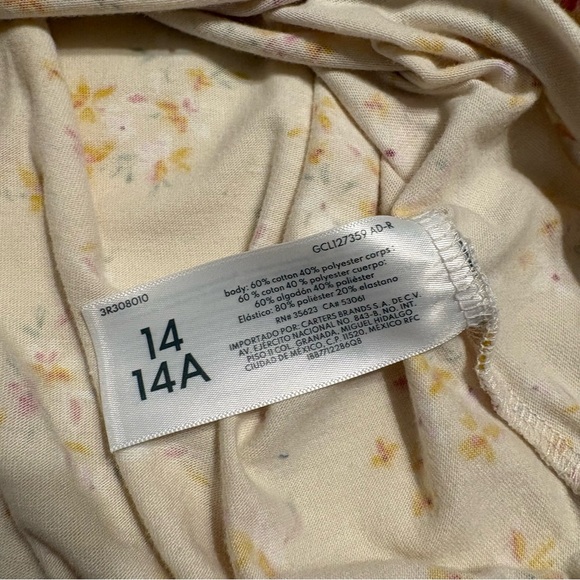 3R308010
14
14A
GCL127359 AD-R
body: 60% cotton 40% polyester corps:
60% coton 40% polyester cuerpo:
60% algodón 40% poliéster
Elástico: 80% poliéster 20% elastano
RN# 35623 CA# 53061
IMPORTADO POR: CARTERS BRANDS S.A. DE C.V.
AV. EJÉRCITO NACIONAL NO. 843-B, NO. INT.
PISO 11 COL. GRANADA, MIGUEL HIDALGO
CIUDAD DE MÉXICO, C.P. 11520, MÉXICO RFC